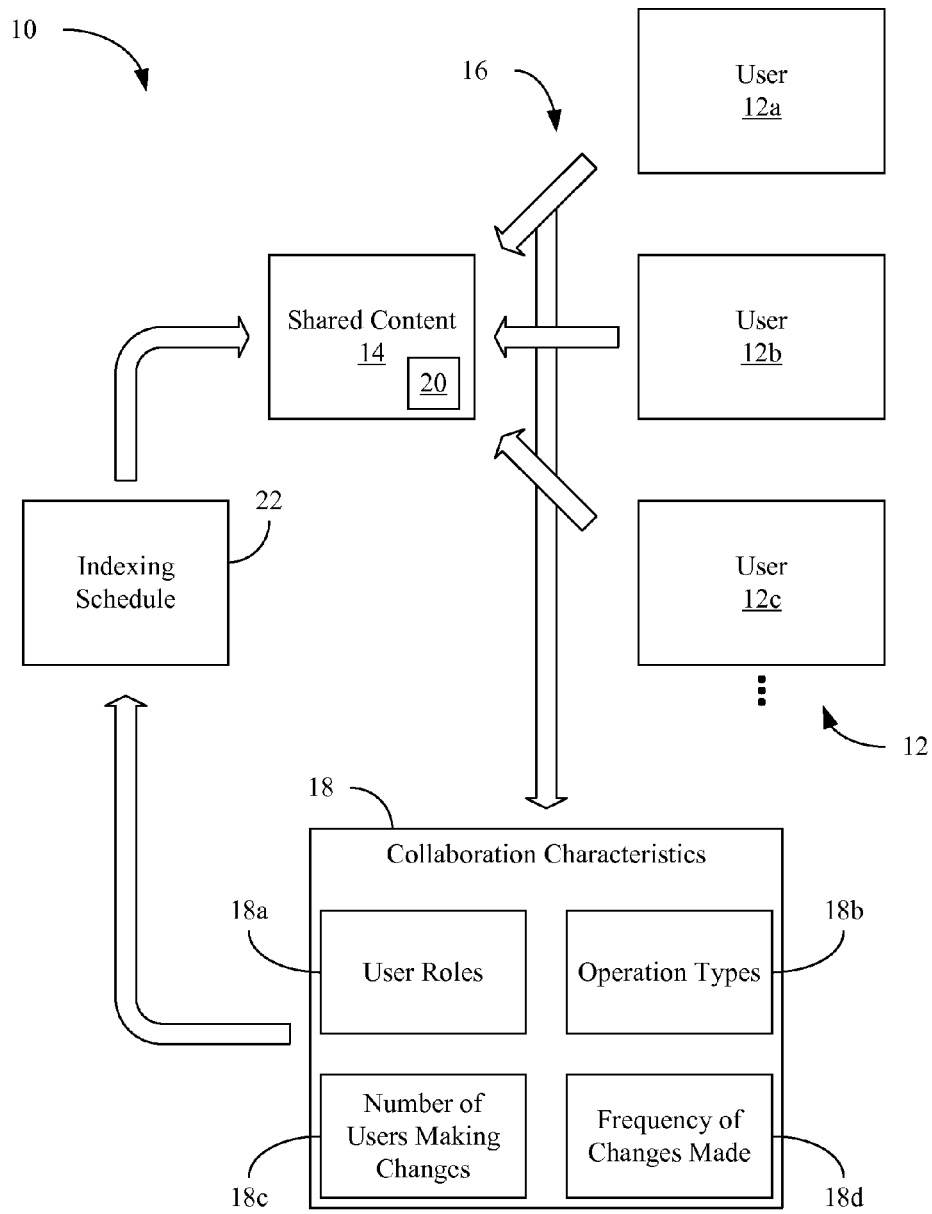 10
16
User
12a
Shared Content
14
20
User
12b
22
Indexing
Schedule
User
12c
12
18
Collaboration Characteristics
18a
18b
User Roles
Operation Types
Number of
Users Making
Changes
Frequency of
Changes Made
18c
18d